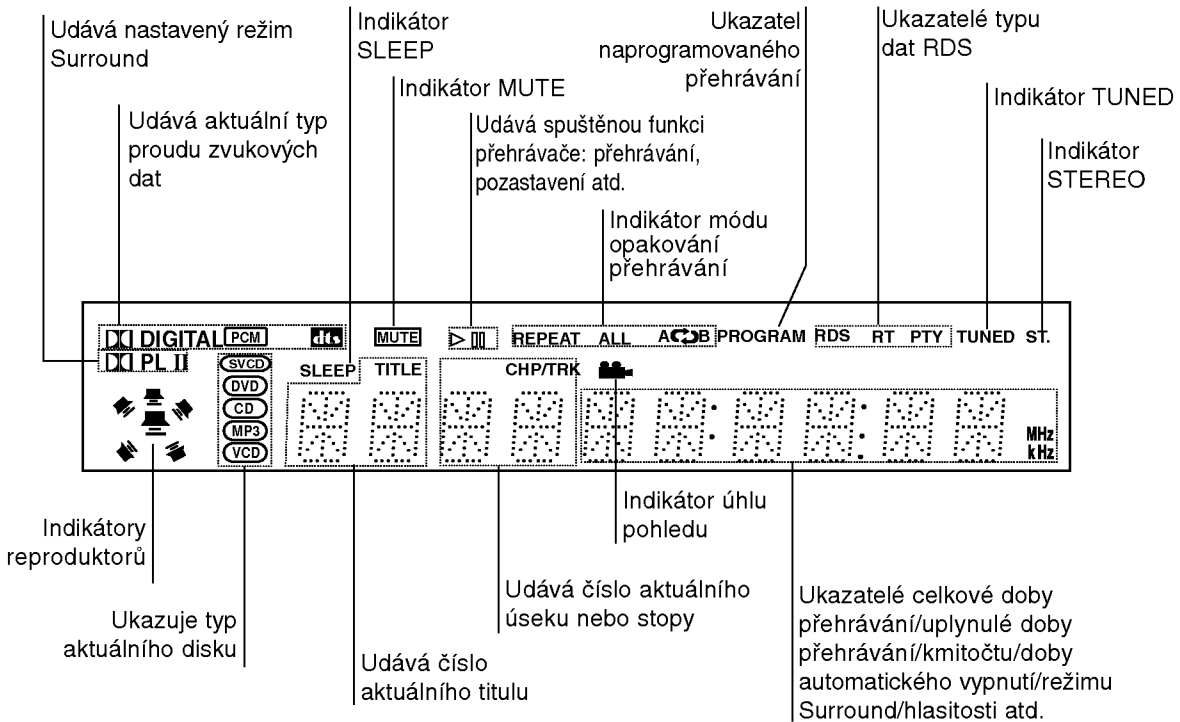 Udává nastavený režim
Surround
Indikátor
SLEEP
Ukazatel
naprogramovaného
přehrávání
Ukazatelé typu
dat RDS
Indikátor MUTE
Indikátor TUNED
Udává aktuální typ
proudu zvukových
dat
Udává spuštěnou funkci
přehrávače: přehrávání,
pozastavení atd.
Indikátor
STEREO
Indikátor módu
opakování
přehrávání
DIGITAL PCM dts MUTE REPEAT ALL A B PROGRAM RDS RT PTY TUNED ST.
PL II
SVCD SLEEP TITLE CHP/TRK
DVD
CD
MP3
VCD
MHz
kHz
Indikátory
reproduktorů
Indikátor úhlu
pohledu
Ukazuje typ
aktuálního disku
Udává číslo
aktuálního titulu
Udává číslo aktuálního
úseku nebo stopy
Ukazatelé celkové doby
přehrávání/uplynulé doby
přehrávání/kmitočtu/doby
automatického vypnutí/režimu
Surround/hlasitosti atd.